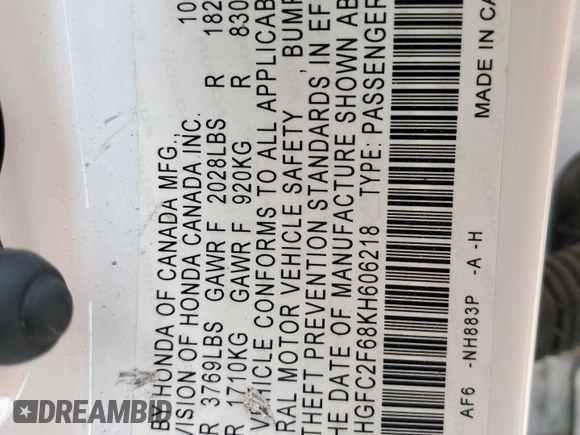 BY HONDA OF CANADA MFG.,
VISION OF HONDA CANADA INC. 10
R 3769LBS GAWR F 2028LBS R 182
R 1710KG GAWR F 920KG R 830
VEHICLE CONFORMS TO ALL APPLICAB
RAL MOTOR VEHICLE SAFETY , BUMP
THEFT PREVENTION STANDARDS, IN EF
HE DATE OF MANUFACTURE SHOWN AB
HGFC2F68KH606218 TYPE: PASSENGER
AF6 -NH883P -A-H MADE IN CA
DREAMBID